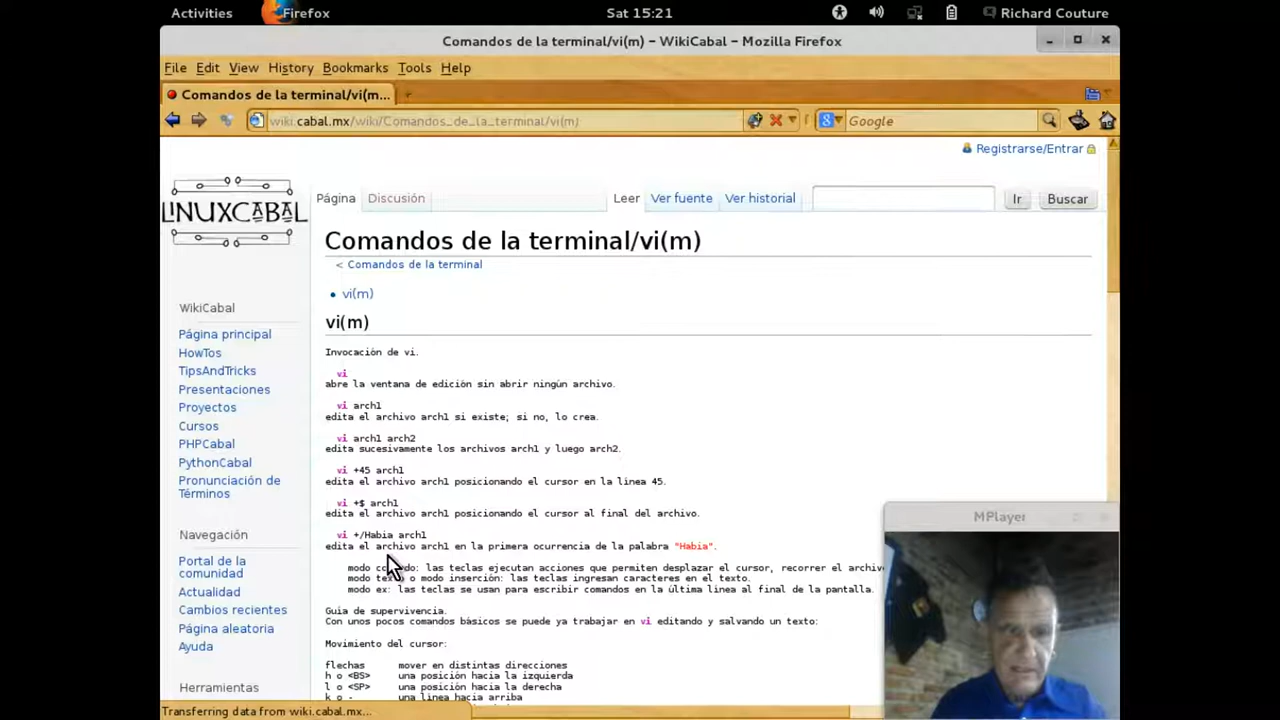 Activities Firefox Sat 15:21 Richard Couture
Comandos de la terminal/vi(m) – WikiCabal – Mozilla Firefox
File Edit View History Bookmarks Tools Help
Comandos de la terminal/vi(m...
wiki.cabal.mx/wiki/Comandos_de_la_terminal/vi(m) Google
Registrarse/Entrar
LINUXCABAL
Página Discusión Leer Ver fuente Ver historial Ir Buscar
Comandos de la terminal/vi(m)
< Comandos de la terminal
vi(m)
vi(m)
Invocación de vi.
vi
abre la ventana de edición sin abrir ningún archivo.
vi arch1
edita el archivo arch1 si existe; si no, lo crea.
vi arch1 arch2
edita sucesivamente los archivos arch1 y luego arch2.
vi +45 arch1
edita el archivo arch1 posicionando el cursor en la línea 45.
vi +$ arch1
edita el archivo arch1 posicionando el cursor al final del archivo.
vi +/Habia arch1
edita el archivo arch1 en la primera ocurrencia de la palabra "Habia".
modo : las teclas ejecutan acciones que permiten desplazar el cursor, recorrer el archiv
modo o modo inserción: las teclas ingresan caracteres en el texto.
modo ex: las teclas se usan para escribir comandos en la última línea al final de la pantalla.
Guia de supervivencia.
Con unos pocos comandos básicos se puede ya trabajar en vi editando y salvando un texto:
Movimiento del cursor:
flechas mover en distintas direcciones
h o <BS> una posición hacia la izquierda
l o <SP> una posición hacia la derecha
k o - una línea hacia arriba
WikiCabal
Página principal
HowTos
TipsAndTricks
Presentaciones
Proyectos
Cursos
PHPCabal
PythonCabal
Pronunciación de
Términos
Navegación
Portal de la
comunidad
Actualidad
Cambios recientes
Página aleatoria
Ayuda
Herramientas
MPlayer
Transferring data from wiki.cabal.mx...